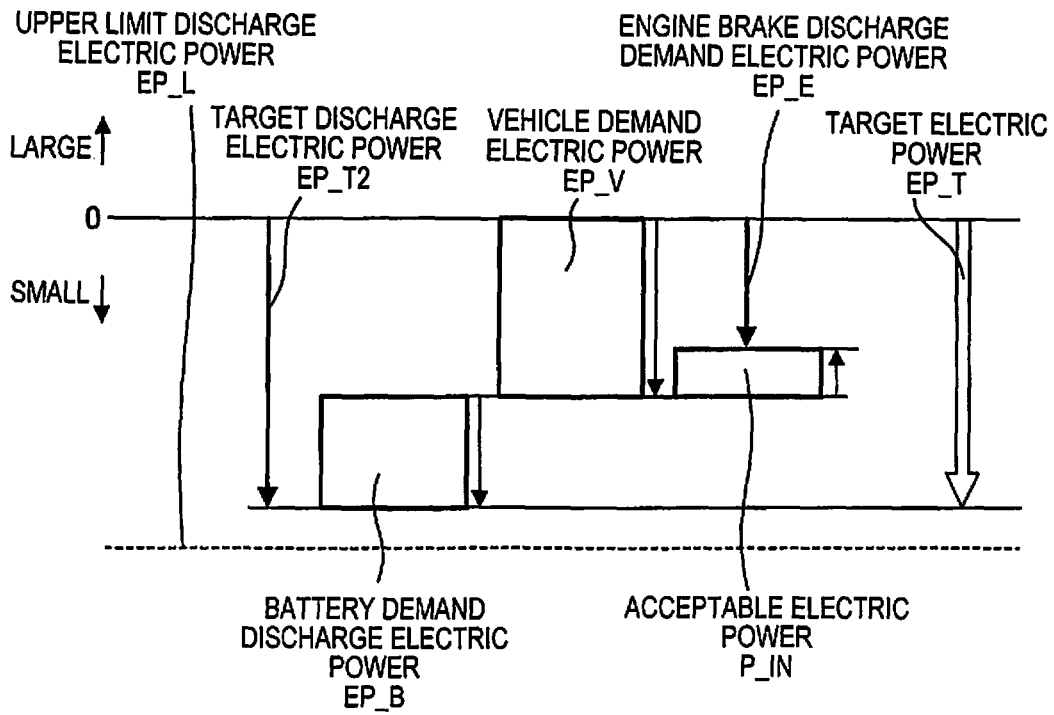 UPPER LIMIT DISCHARGE
ELECTRIC POWER
EP_L
ENGINE BRAKE DISCHARGE
DEMAND ELECTRIC POWER
EP_E
LARGE
TARGET DISCHARGE
ELECTRIC POWER
EP_T2
VEHICLE DEMAND
ELECTRIC POWER
EP_V
TARGET ELECTRIC
POWER
EP_T
0
SMALL
BATTERY DEMAND
DISCHARGE ELECTRIC
POWER
EP_B
ACCEPTABLE ELECTRIC
POWER
P_IN